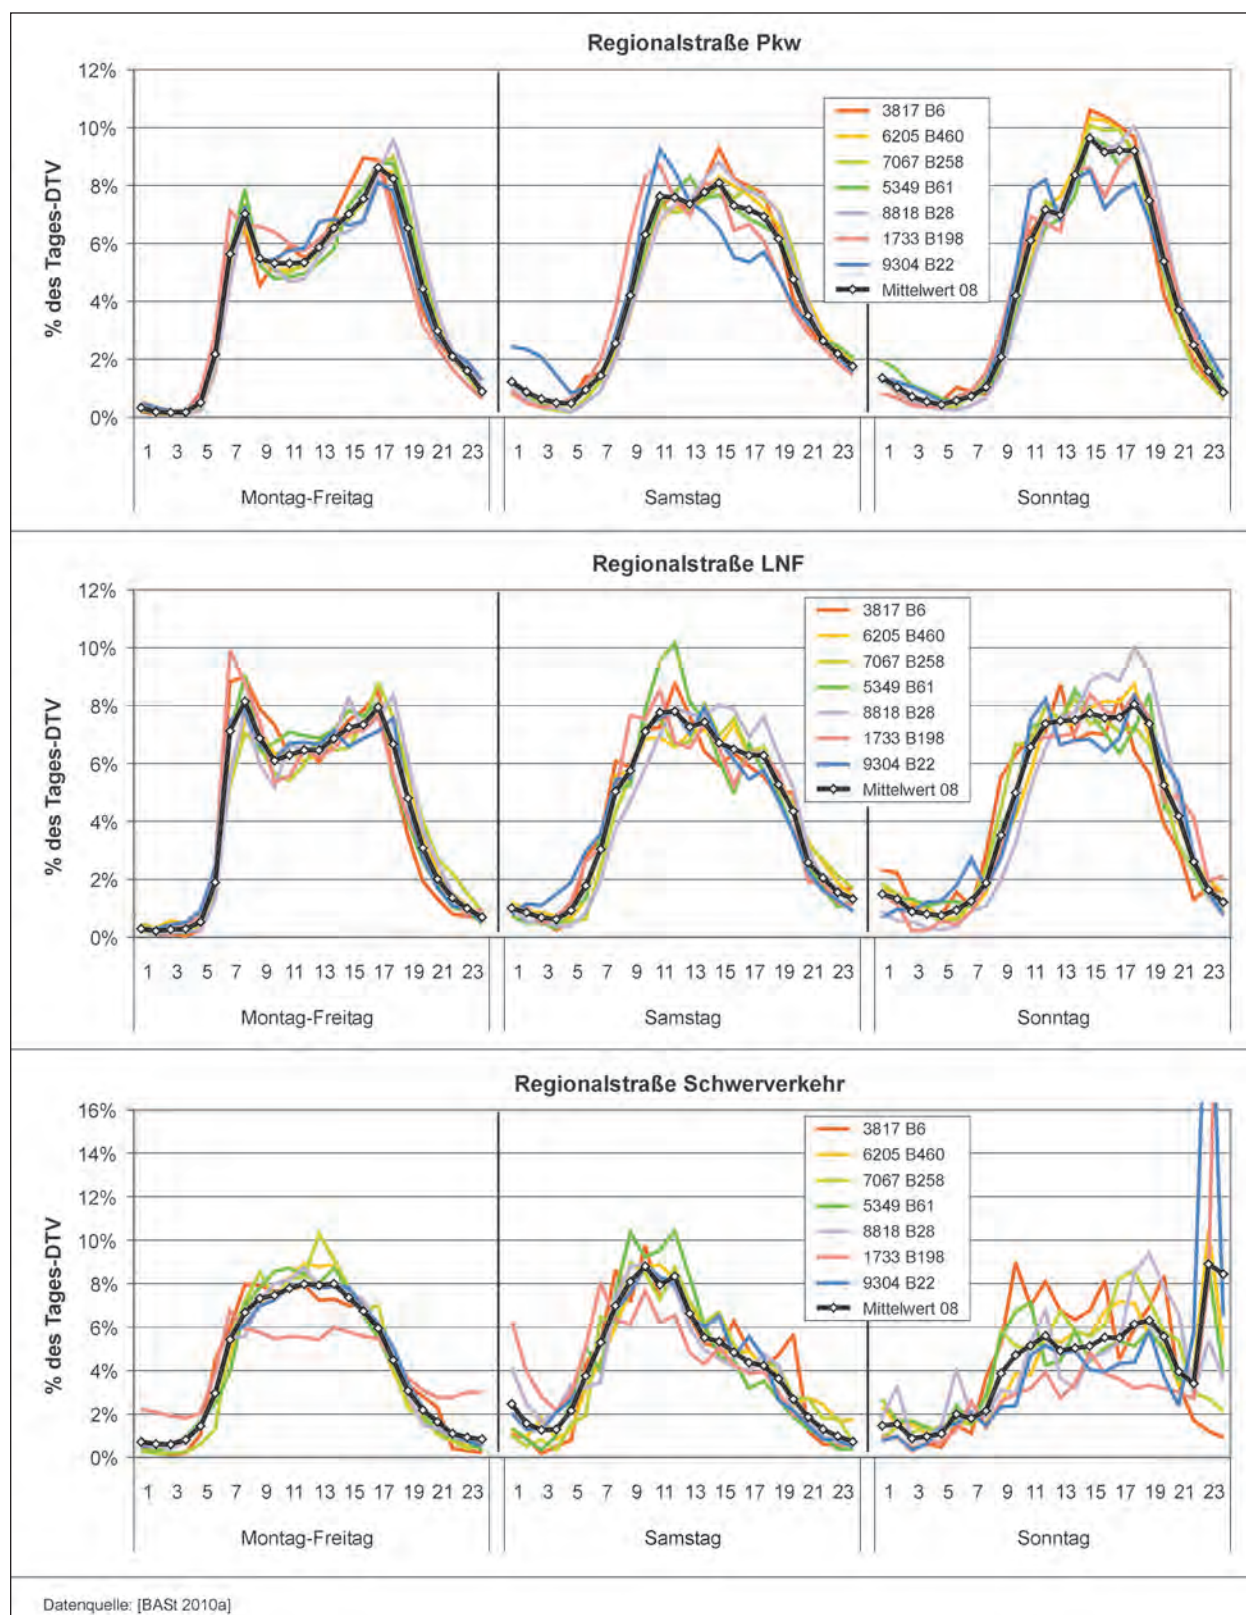 Regionalstraße Pkw
% des Tages-DTV
12%
10%
8%
6%
4%
2%
0%
3817 B6
6205 B460
7067 B258
5349 B61
8818 B28
1733 B198
9304 B22
Mittelwert 08
1 3 5 7 9 11 13 15 17 19 21 23 1 3 5 7 9 11 13 15 17 19 21 23 1 3 5 7 9 11 13 15 17 19 21 23
Montag-Freitag Samstag Sonntag
Regionalstraße LNF
% des Tages-DTV
12%
10%
8%
6%
4%
2%
0%
3817 B6
6205 B460
7067 B258
5349 B61
8818 B28
1733 B198
9304 B22
Mittelwert 08
1 3 5 7 9 11 13 15 17 19 21 23 1 3 5 7 9 11 13 15 17 19 21 23 1 3 5 7 9 11 13 15 17 19 21 23
Montag-Freitag Samstag Sonntag
Regionalstraße Schwerverkehr
% des Tages-DTV
16%
14%
12%
10%
8%
6%
4%
2%
0%
3817 B6
6205 B460
7067 B258
5349 B61
8818 B28
1733 B198
9304 B22
Mittelwert 08
1 3 5 7 9 11 13 15 17 19 21 23 1 3 5 7 9 11 13 15 17 19 21 23 1 3 5 7 9 11 13 15 17 19 21 23
Montag-Freitag Samstag Sonntag
Datenquelle: [BASt 2010a]